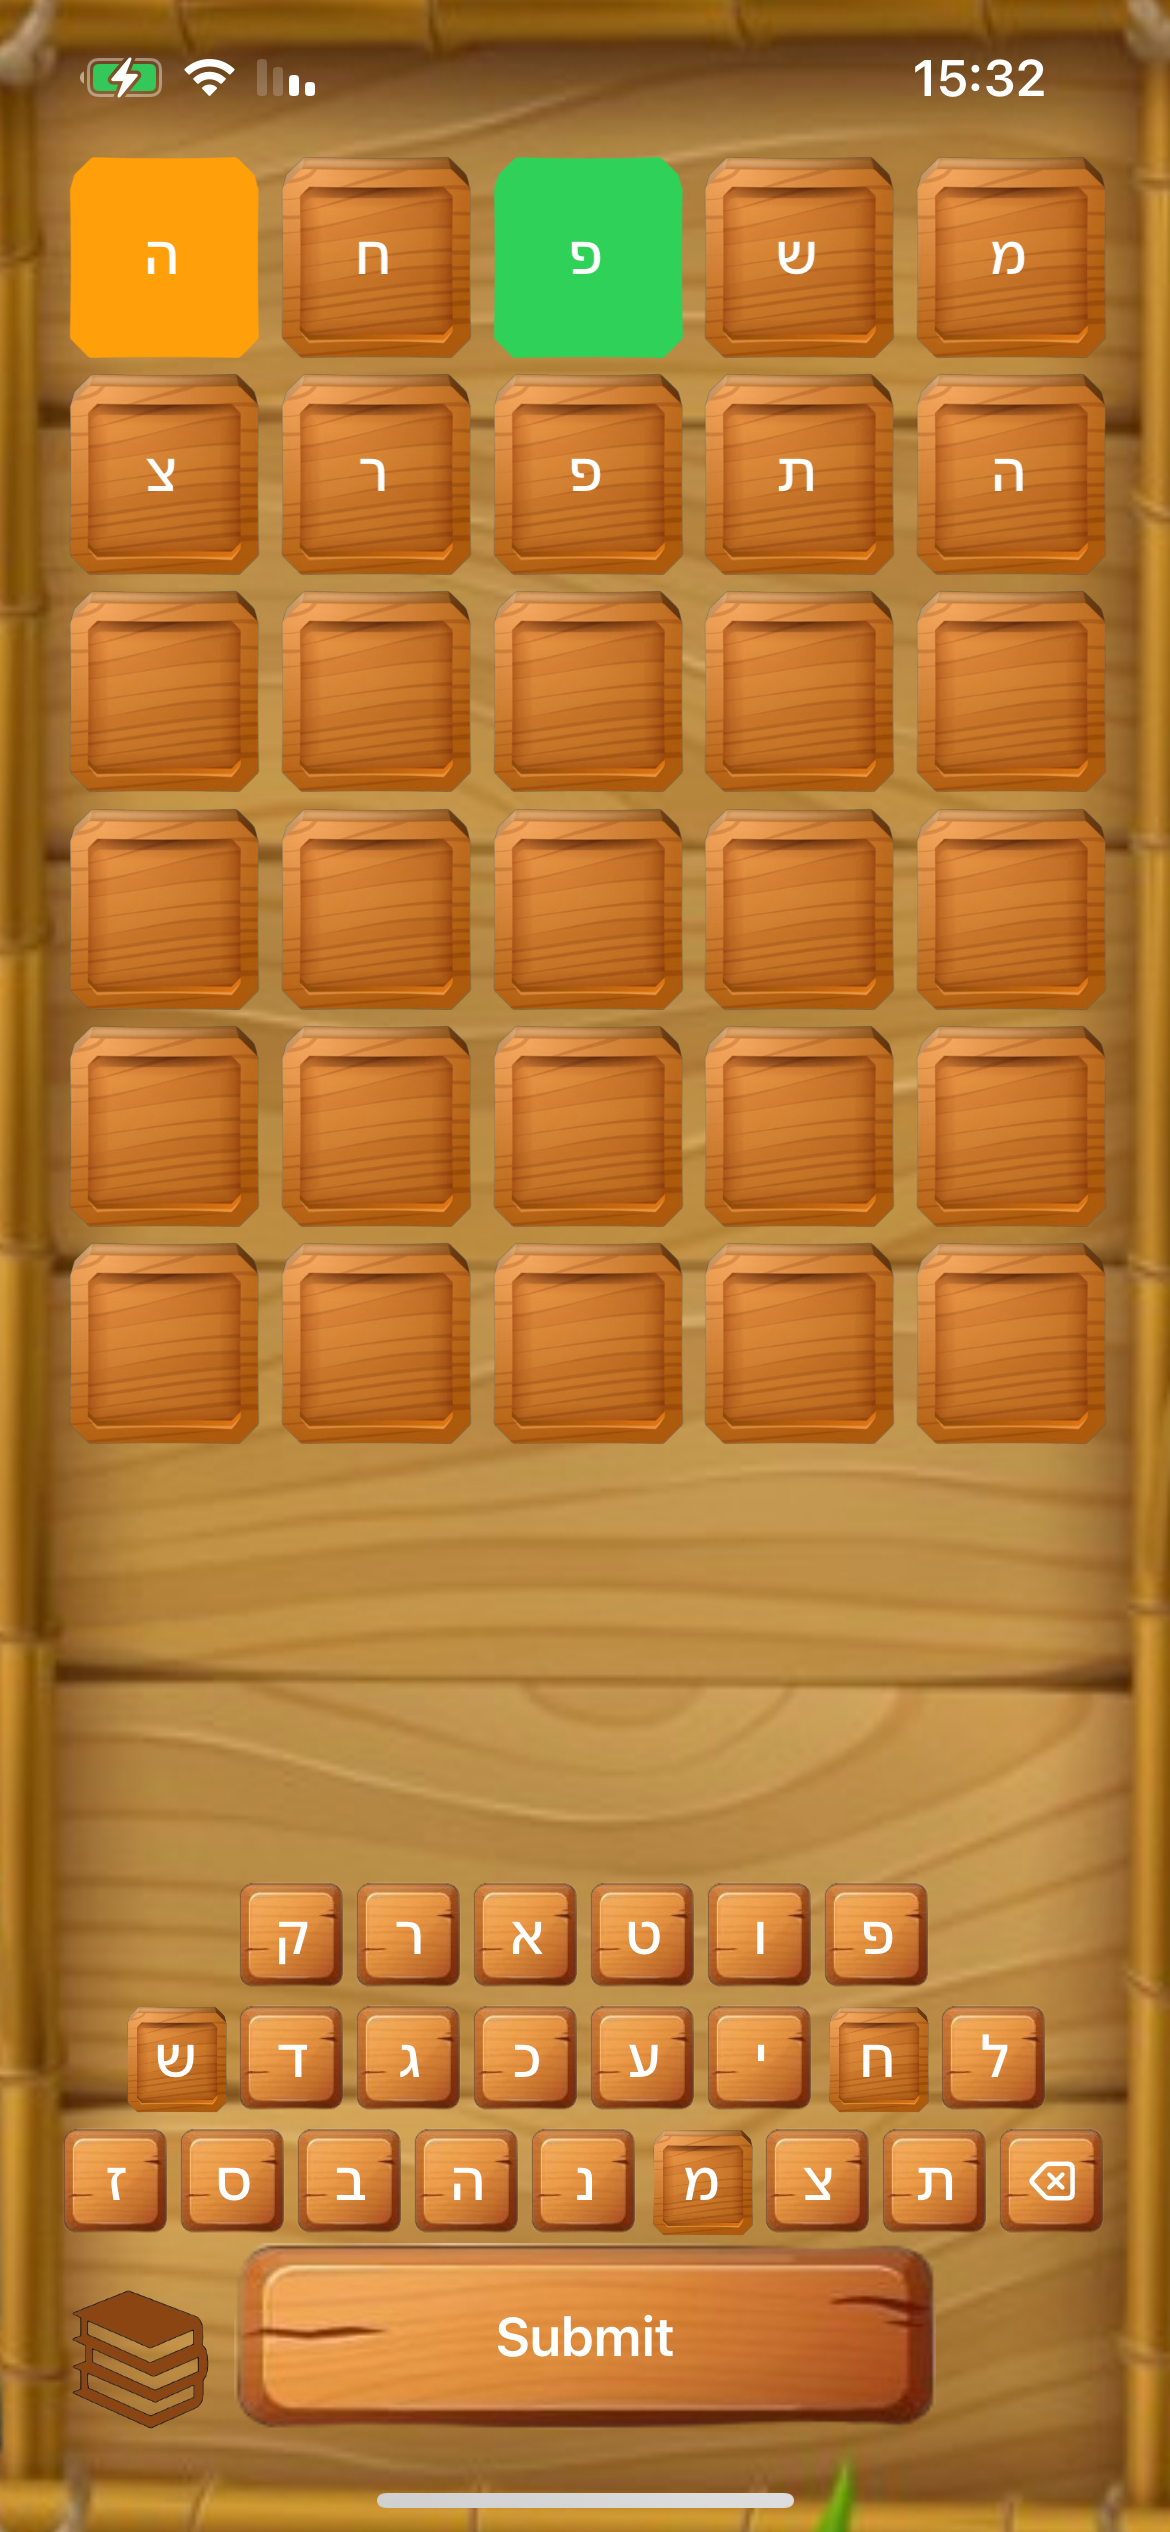 15:32
מ ש פ ח ה
ה ת פ ר צ
ק ר א ט ו פ
ש ד ג כ ע י ח ל
ז ס ב ה נ מ צ ת
Submit